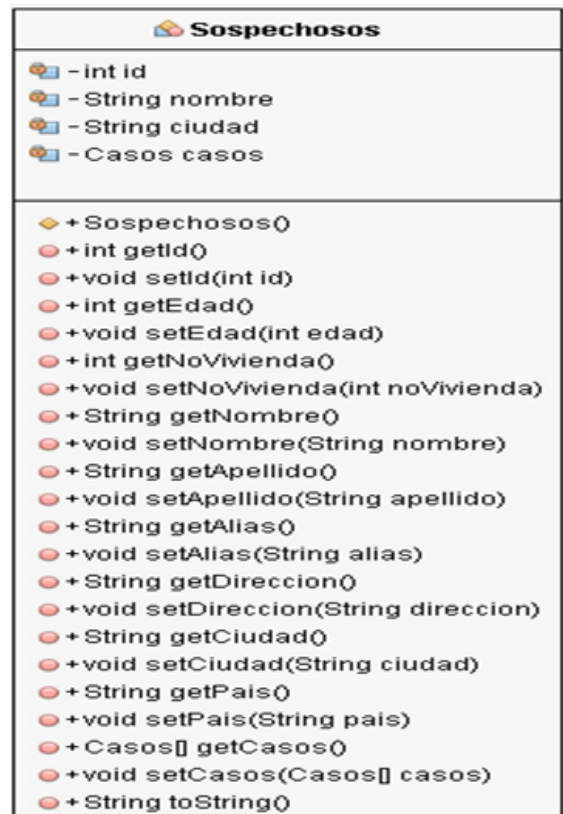 Sospechosos
- int id
- String nombre
- String ciudad
- Casos casos
+ Sospechosos()
+ int getId()
+ void setId(int id)
+ int getEdad()
+ void setEdad(int edad)
+ int getNoVivienda()
+ void setNoVivienda(int noVivienda)
+ String getNombre()
+ void setNombre(String nombre)
+ String getApellido()
+ void setApellido(String apellido)
+ String getAlias()
+ void setAlias(String alias)
+ String getDireccion()
+ void setDireccion(String direccion)
+ String getCiudad()
+ void setCiudad(String ciudad)
+ String getPais()
+ void setPais(String pais)
+ Casos[] getCasos()
+ void setCasos(Casos[] casos)
+ String toString()